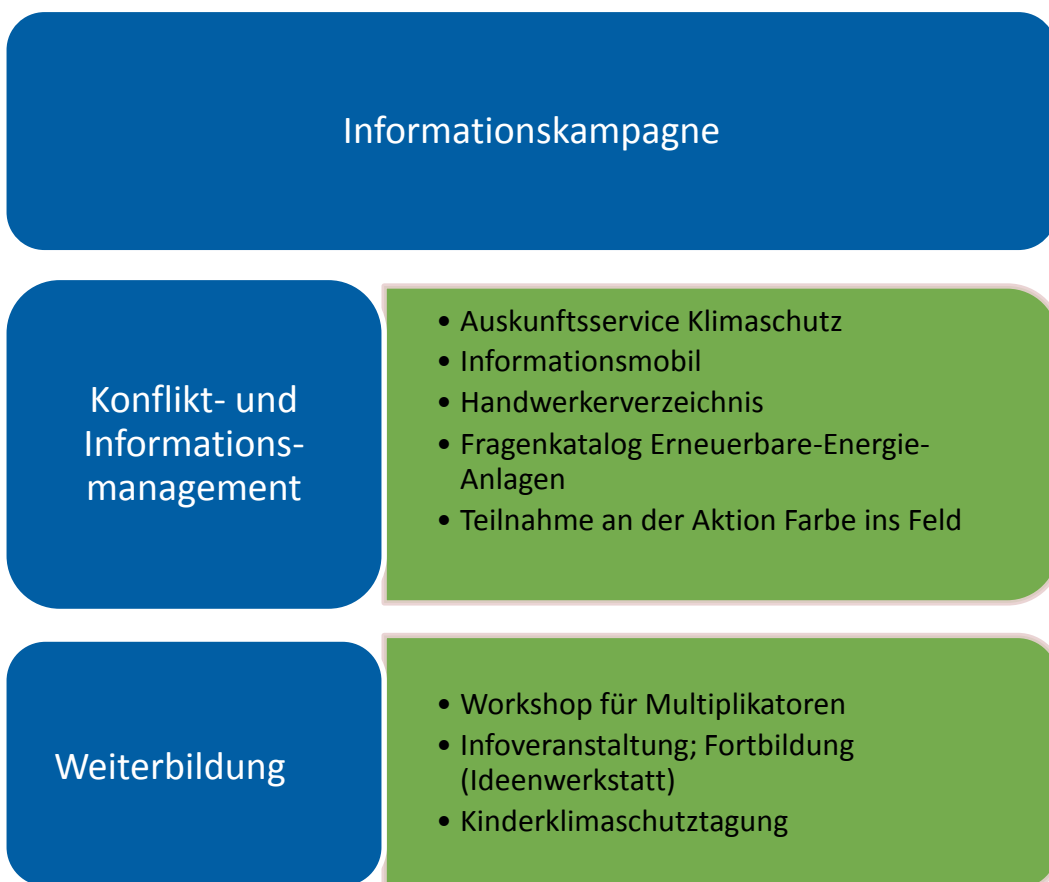 Informationskampagne
Konflikt- und
Informations-
management
• Auskunftsservice Klimaschutz
• Informationsmobil
• Handwerkerverzeichnis
• Fragenkatalog Erneuerbare-Energie-
Anlagen
• Teilnahme an der Aktion Farbe ins Feld
Weiterbildung
• Workshop für Multiplikatoren
• Infoveranstaltung; Fortbildung
(Ideenwerkstatt)
• Kinderklimaschutztagung